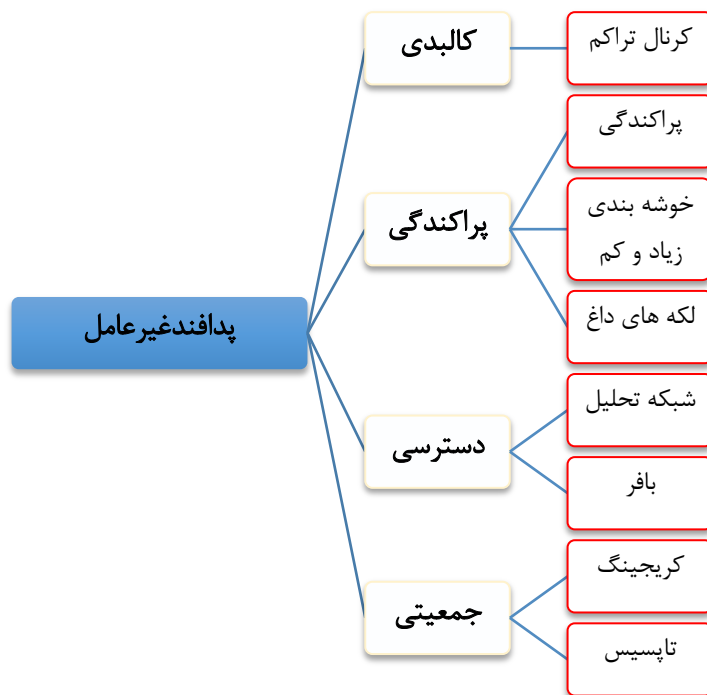 پدافندغیرعامل
کالبدی
کرنال تراکم
پراکندگی
پراکندگی
خوشه بندی
زیاد و کم
لکه های داغ
دسترسی
شبکه تحلیل
بافر
جمعیتی
کریجینگ
تاپسیس